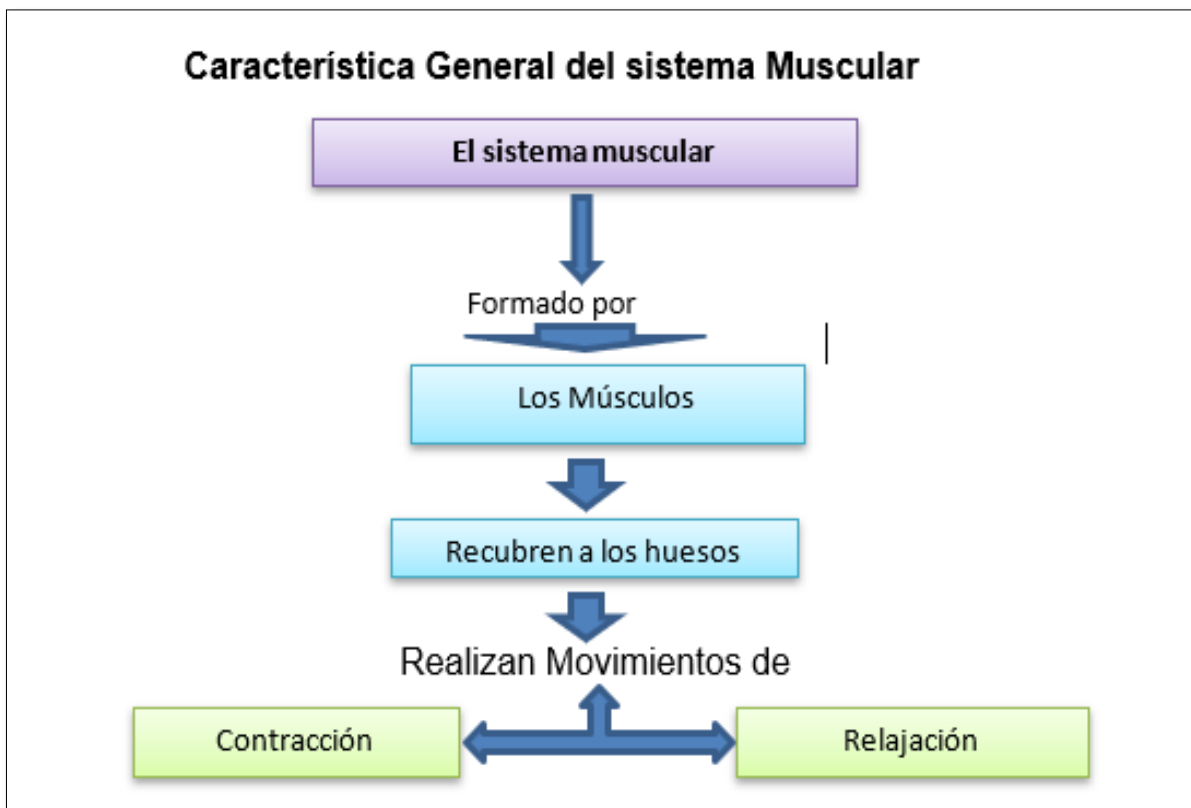 Característica General del sistema Muscular
El sistema muscular
Formado por
Los Músculos
Recubren a los huesos
Realizan Movimientos de
Contracción
Relajación